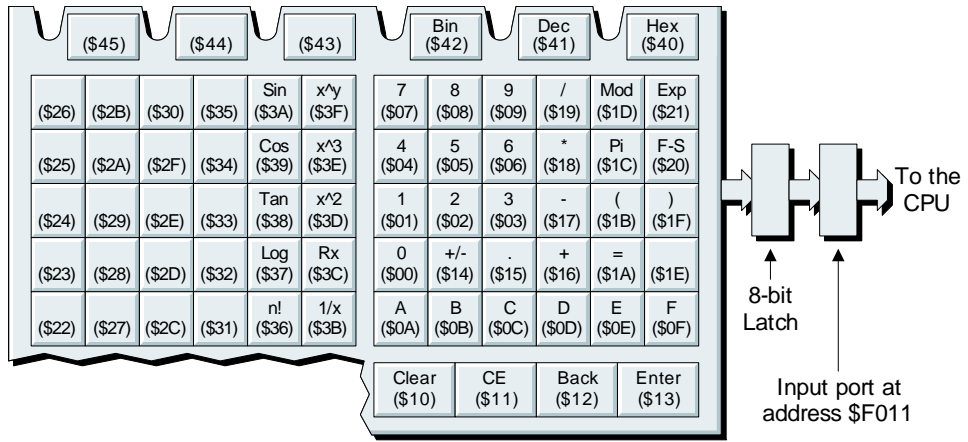 Bin Dec Hex
($45) ($44) ($43) ($42) ($41) ($40)
Sin x^y 7 8 9 / Mod Exp
($26) ($2B) ($30) ($35) ($3A) ($3F) ($07) ($08) ($09) ($19) ($1D) ($21)
Cos x^3 4 5 6 * Pi F-S
($25) ($2A) ($2F) ($34) ($39) ($3E) ($04) ($05) ($06) ($18) ($1C) ($20)
Tan x^2 1 2 3 - ( )
($24) ($29) ($2E) ($33) ($38) ($3D) ($01) ($02) ($03) ($17) ($1B) ($1F)
Log Rx 0 +/- . + =
($23) ($28) ($2D) ($32) ($37) ($3C) ($00) ($14) ($15) ($16) ($1A) ($1E)
n! 1/x A B C D E F
($22) ($27) ($2C) ($31) ($36) ($3B) ($0A) ($0B) ($0C) ($0D) ($0E) ($0F)
Clear CE Back Enter
($10) ($11) ($12) ($13)
To the
CPU
8-bit
Latch
Input port at
address $F011